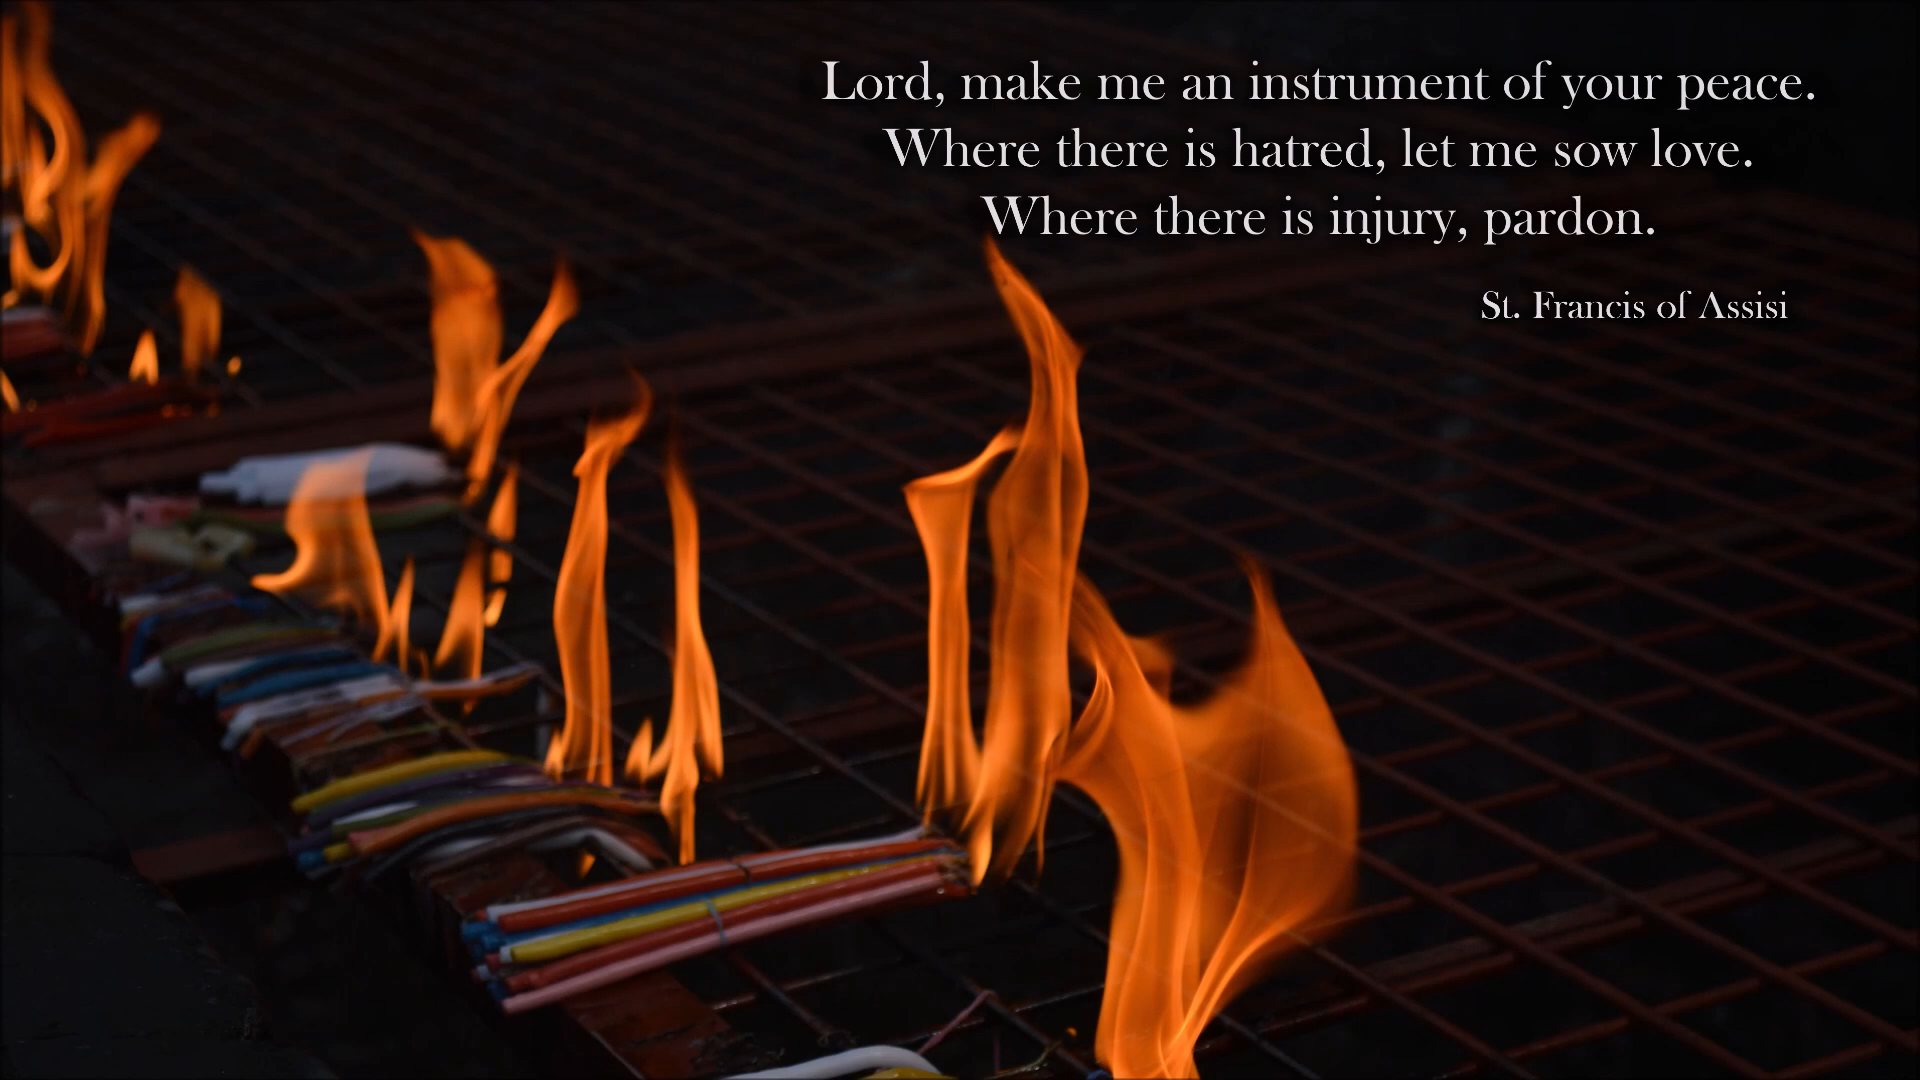 Lord, make me an instrument of your peace.
Where there is hatred, let me sow love.
Where there is injury, pardon.
St. Francis of Assisi